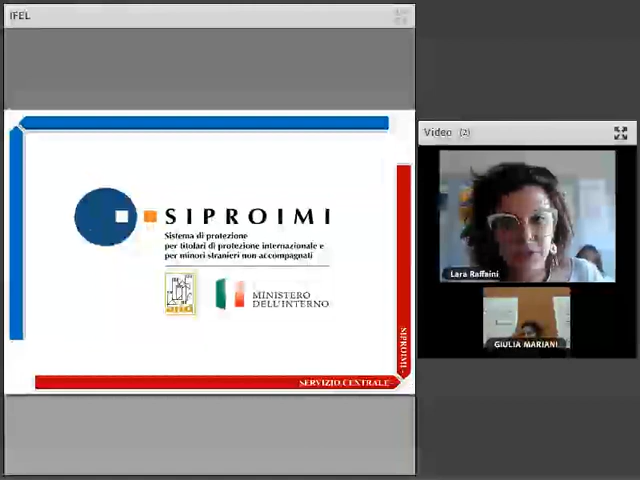 IFEL
Video (2)
SIPROIMI
Sistema di protezione
per titolari di protezione internazionale e
per minori stranieri non accompagnati
MINISTERO
DELL'INTERNO
Lara Raffaini
GIULIA MARIANI
SIPROIMI -
SERVIZIO CENTRALE -